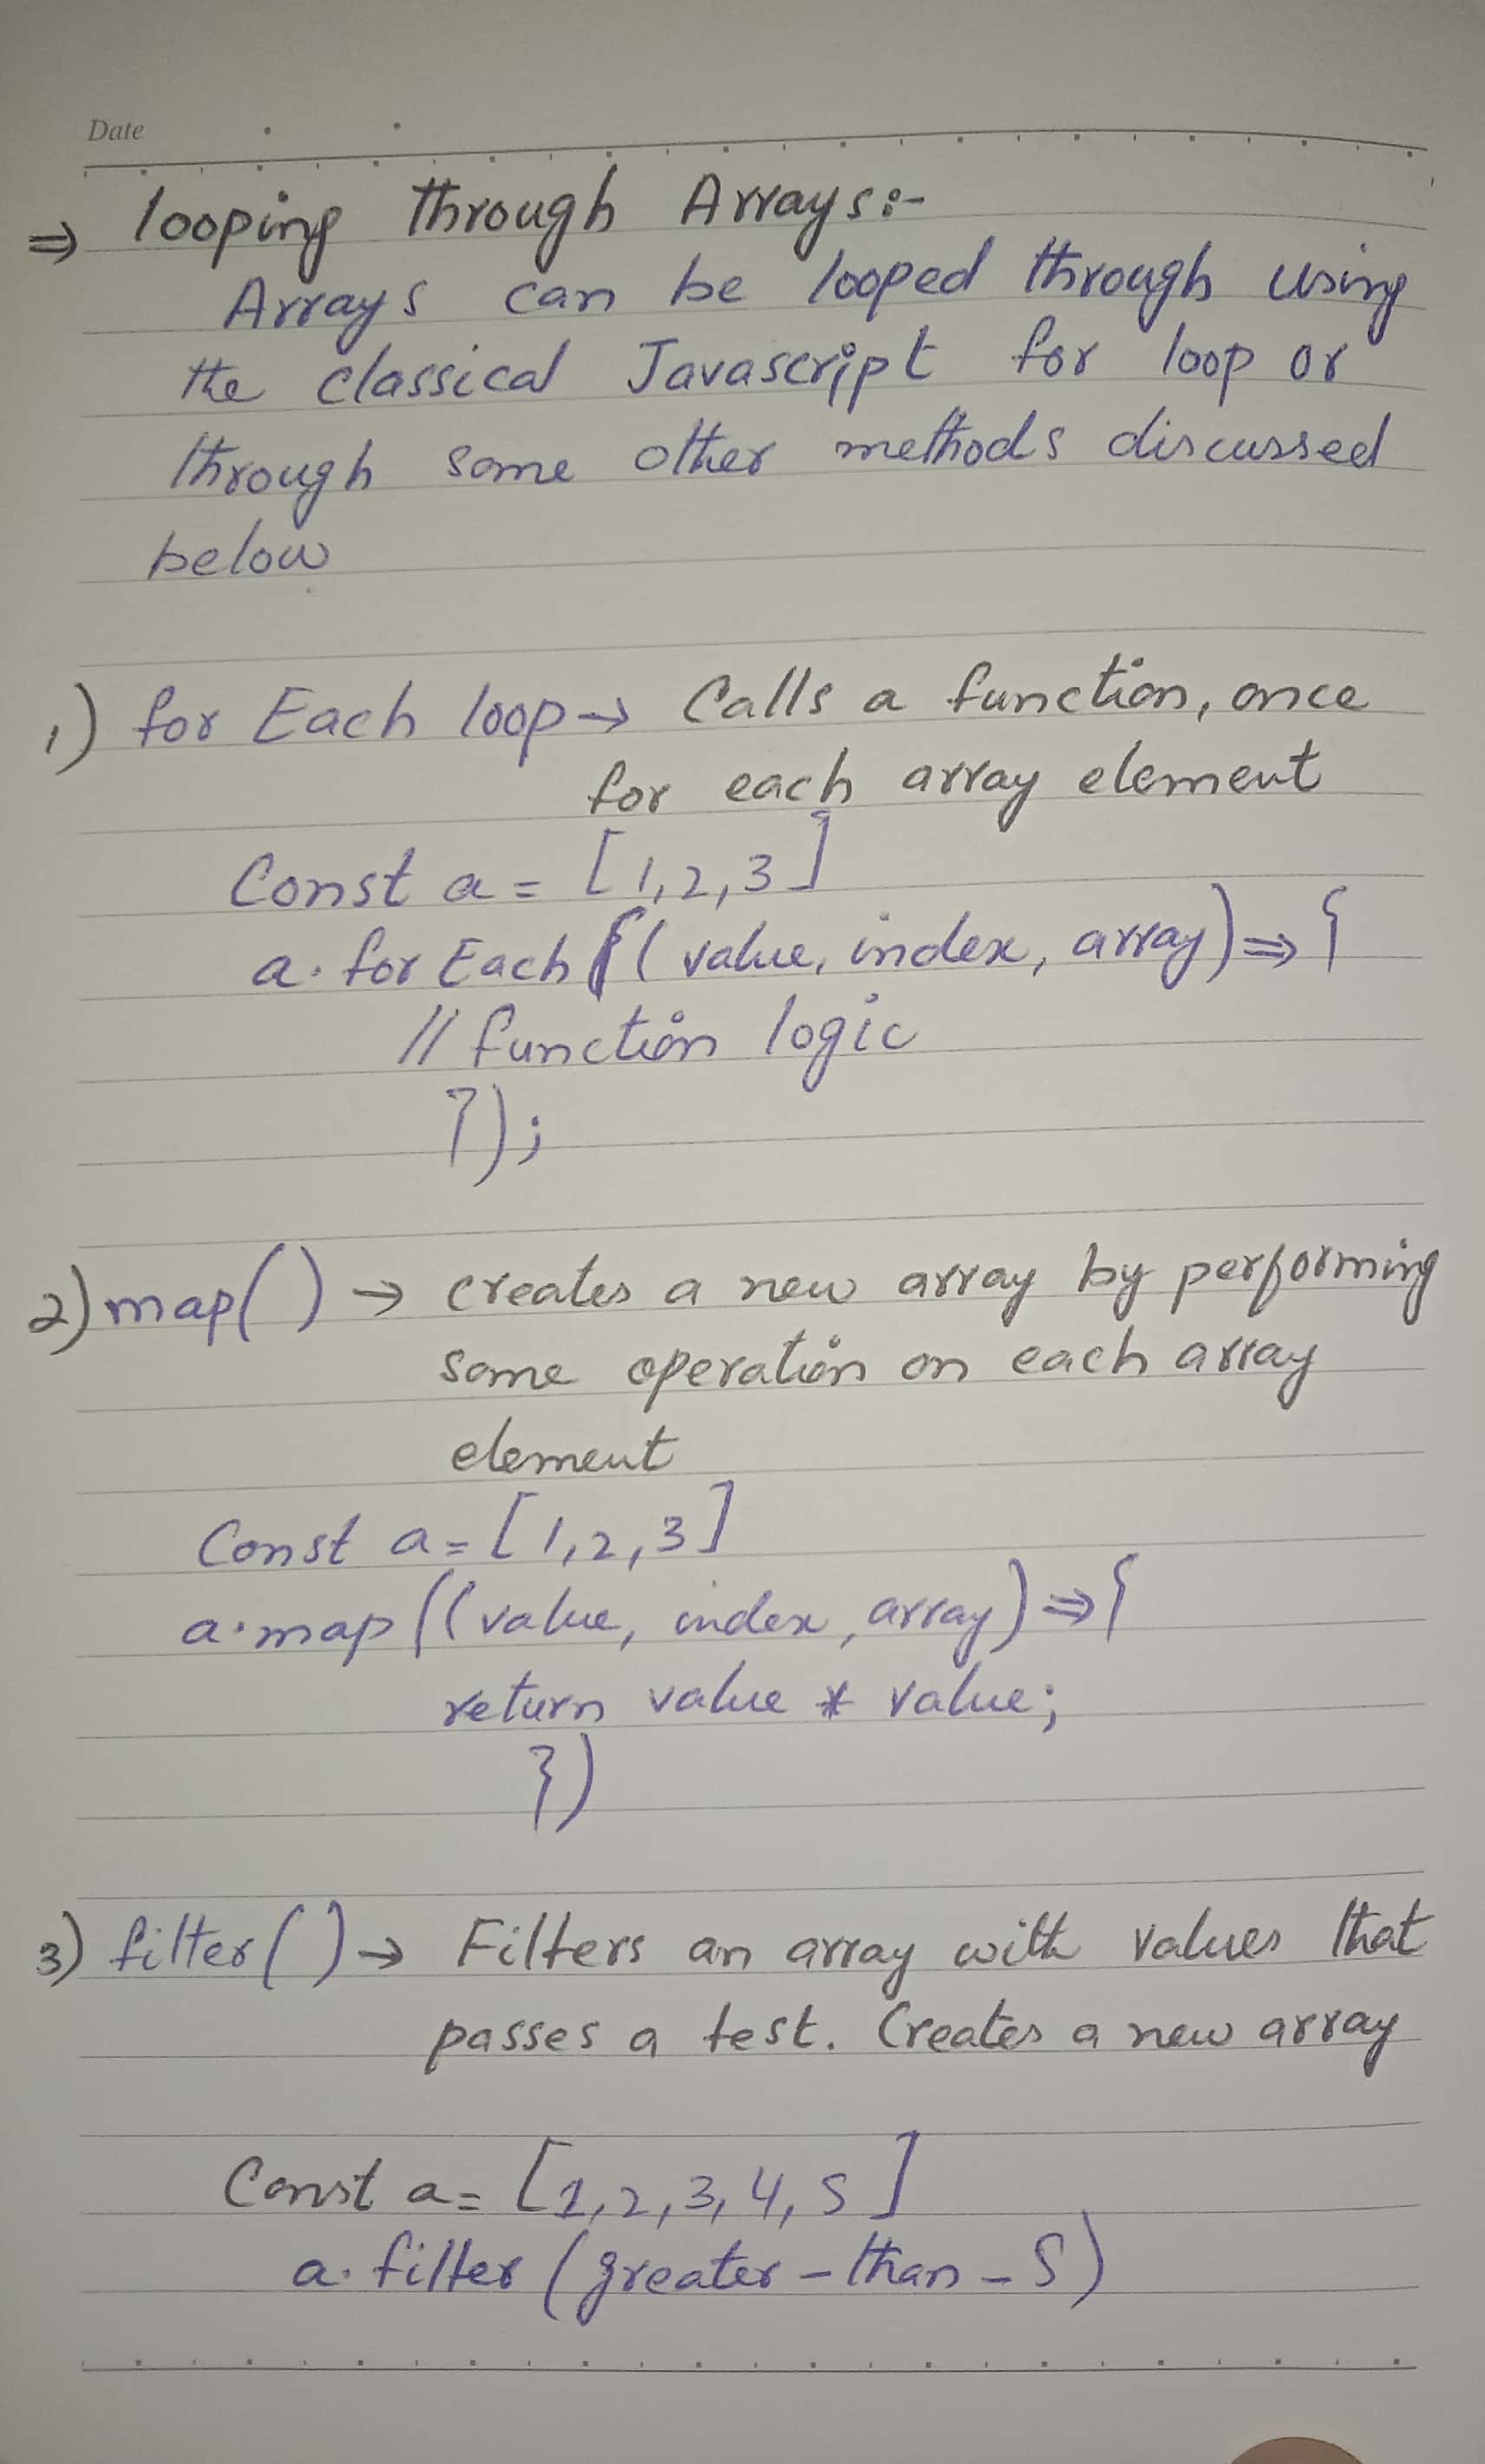 Date
⇒ looping through Arrays:-
Arrays can be looped through using
the classical Javascript for loop or
through some other methods discussed
below
1) for Each loop → Calls a function, once
for each array element
Const a = [1,2,3]
a. for Each ((value, index, array) ⇒ {
// function logic
});
2) map() → creates a new array by performing
some operation on each array
element
Const a = [1,2,3]
a.map((value, index, array) ⇒ {
return value * value;
})
3) filter() → Filters an array with values that
passes a test. Creates a new array
Const a = [1,2,3,4,5]
a. filter (greater - than - 5)